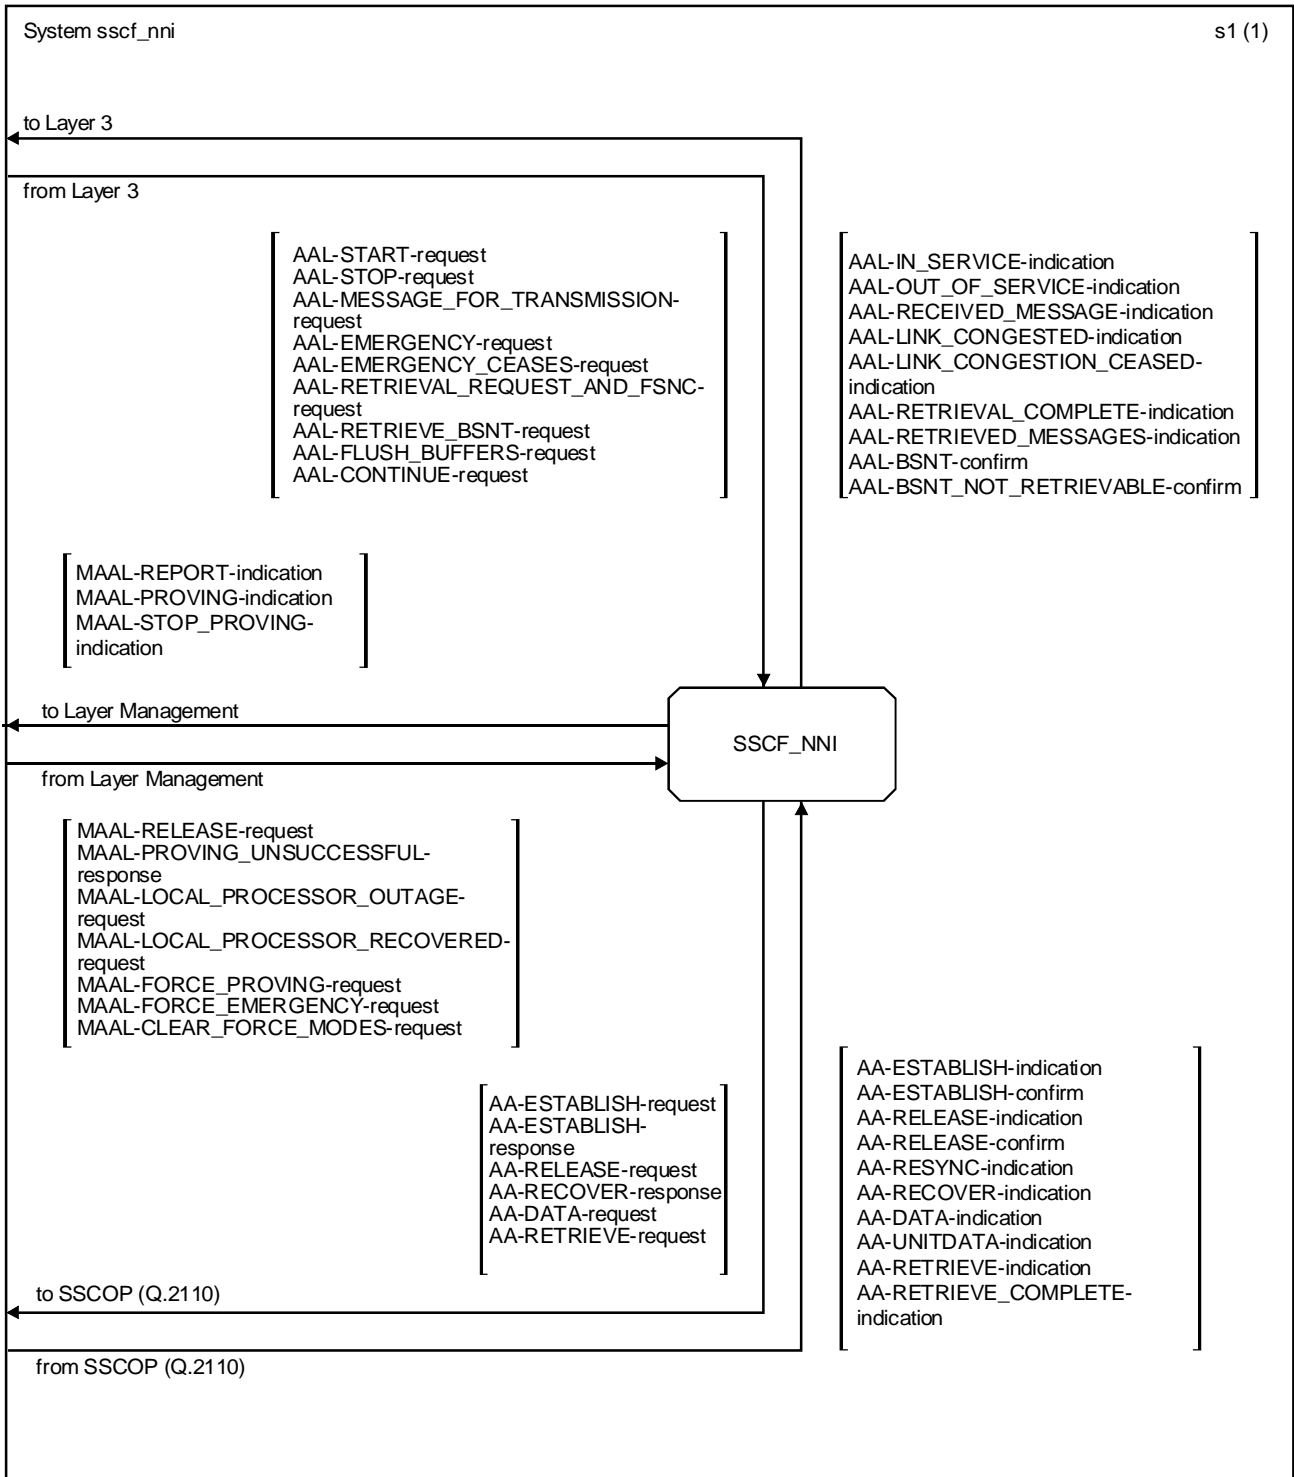 System sscf_nni
s1 (1)
to Layer 3
from Layer 3
AAL-START-request
AAL-STOP-request
AAL-MESSAGE_FOR_TRANSMISSION-
request
AAL-EMERGENCY-request
AAL-EMERGENCY_CEASES-request
AAL-RETRIEVAL_REQUEST_AND_FSNC-
request
AAL-RETRIEVE_BSNT-request
AAL-FLUSH_BUFFERS-request
AAL-CONTINUE-request
AAL-IN_SERVICE-indication
AAL-OUT_OF_SERVICE-indication
AAL-RECEIVED_MESSAGE-indication
AAL-LINK_CONGESTED-indication
AAL-LINK_CONGESTION_CEASED-
indication
AAL-RETRIEVAL_COMPLETE-indication
AAL-RETRIEVED_MESSAGES-indication
AAL-BSNT-confirm
AAL-BSNT_NOT_RETRIEVABLE-confirm
MAAL-REPORT-indication
MAAL-PROVING-indication
MAAL-STOP_PROVING-
indication
to Layer Management
SSCF_NNI
from Layer Management
MAAL-RELEASE-request
MAAL-PROVING_UNSUCCESSFUL-
response
MAAL-LOCAL_PROCESSOR_OUTAGE-
request
MAAL-LOCAL_PROCESSOR_RECOVERED-
request
MAAL-FORCE_PROVING-request
MAAL-FORCE_EMERGENCY-request
MAAL-CLEAR_FORCE_MODES-request
AA-ESTABLISH-request
AA-ESTABLISH-
response
AA-RELEASE-request
AA-RECOVER-response
AA-DATA-request
AA-RETRIEVE-request
AA-ESTABLISH-indication
AA-ESTABLISH-confirm
AA-RELEASE-indication
AA-RELEASE-confirm
AA-RESYNC-indication
AA-RECOVER-indication
AA-DATA-indication
AA-UNITDATA-indication
AA-RETRIEVE-indication
AA-RETRIEVE_COMPLETE-
indication
to SSCOP (Q.2110)
from SSCOP (Q.2110)